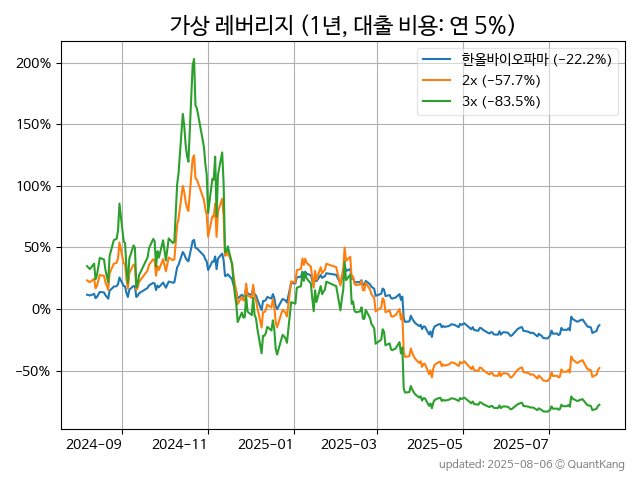 가상 레버리지 (1년, 대출 비용: 연 5%)
한올바이오파마 (-22.2%)
2x (-57.7%)
3x (-83.5%)
200%
150%
100%
50%
0%
-50%
2024-09
2024-11
2025-01
2025-03
2025-05
2025-07
updated: 2025-08-06 © QuantKang